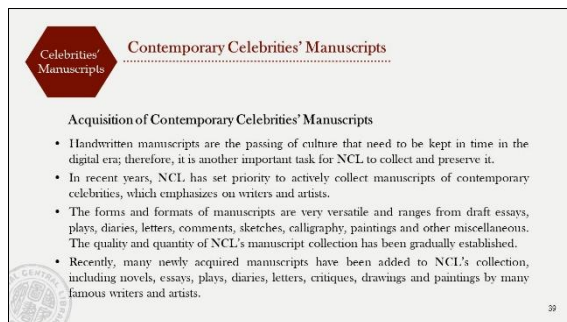 Celebrities'
Manuscripts
Contemporary Celebrities' Manuscripts
Acquisition of Contemporary Celebrities' Manuscripts
• Handwritten manuscripts are the passing of culture that need to be kept in time in the
digital era; therefore, it is another important task for NCL to collect and preserve it.
• In recent years, NCL has set priority to actively collect manuscripts of contemporary
celebrities, which emphasizes on writers and artists.
• The forms and formats of manuscripts are very versatile and ranges from draft essays,
plays, diaries, letters, comments, sketches, calligraphy, paintings and other miscellaneous.
The quality and quantity of NCL's manuscript collection has been gradually established.
• Recently, many newly acquired manuscripts have been added to NCL's collection,
including novels, essays, plays, diaries, letters, critiques, drawings and paintings by many
famous writers and artists.
CENTRAL
39